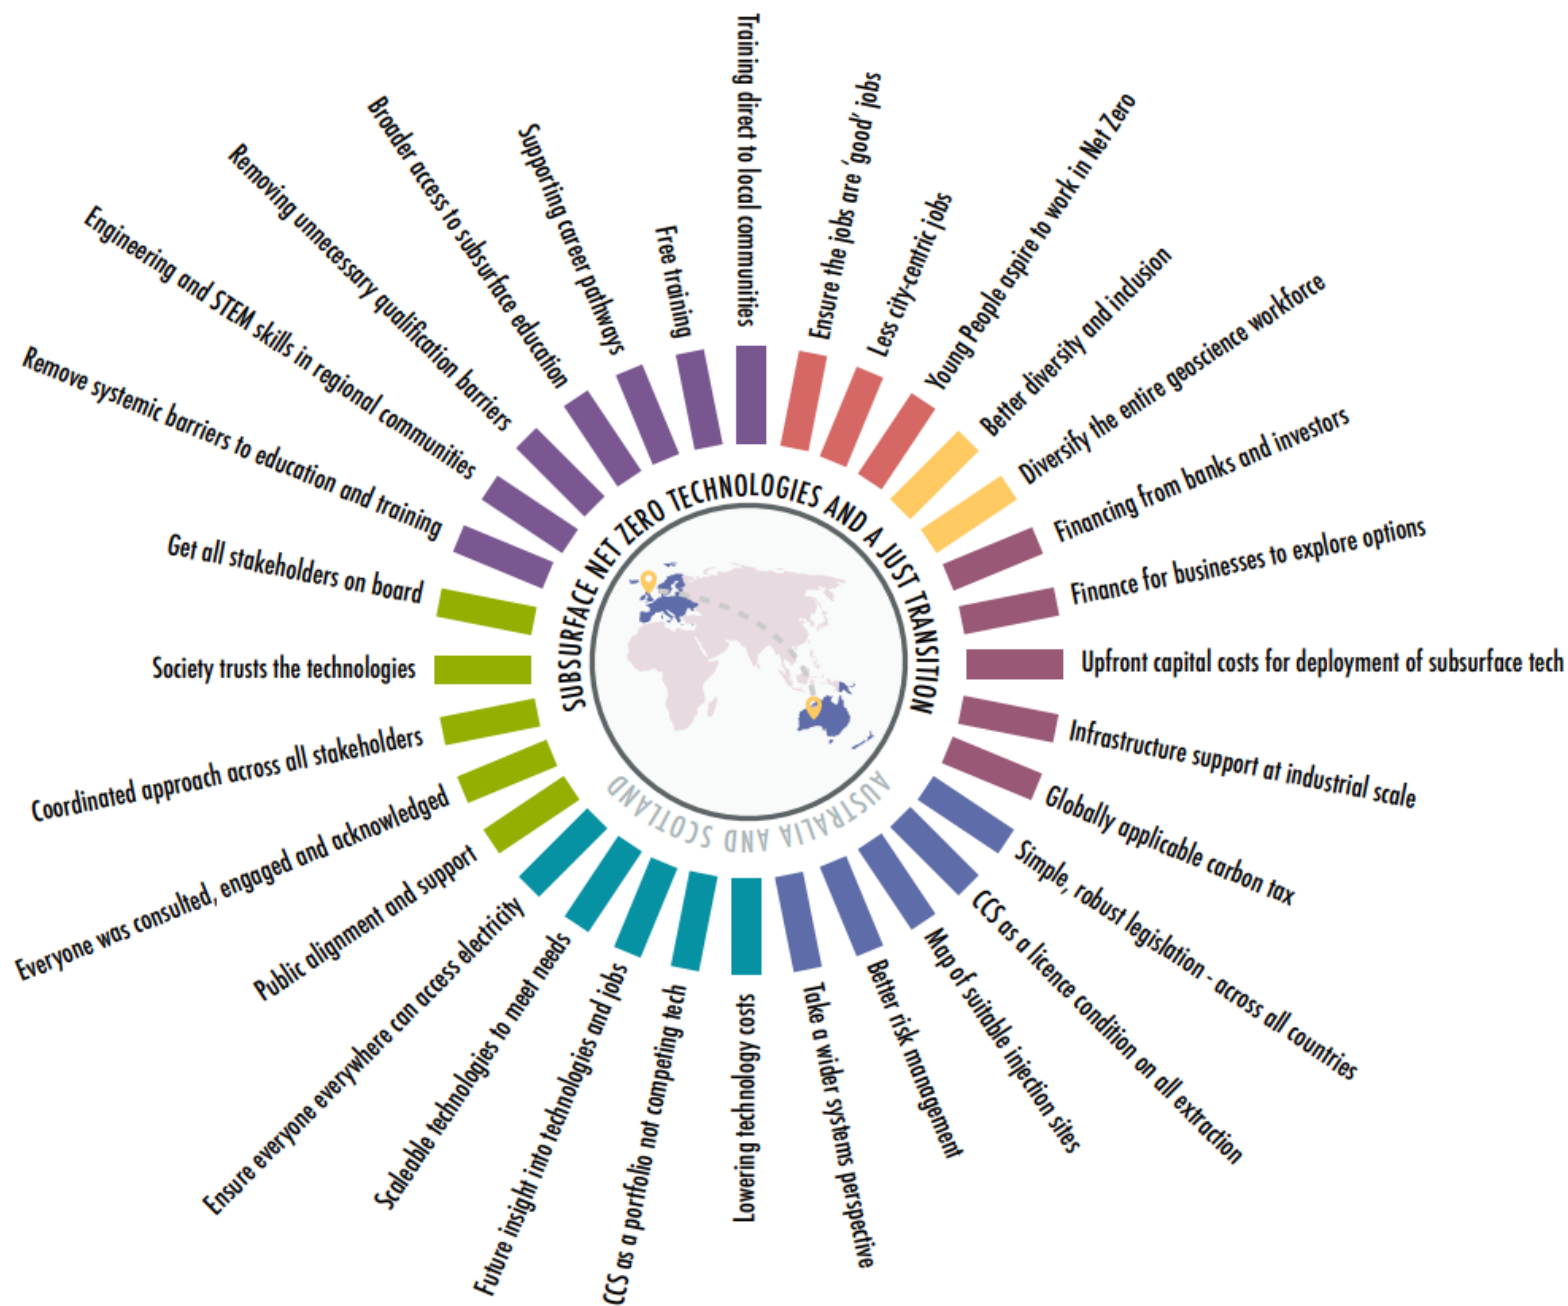 Training direct to local communities
Ensure the jobs are ‘good’ jobs
Less city-centric jobs
Young People aspire to work in Net Zero
Better diversity and inclusion
Diversify the entire geoscience workforce
Financing from banks and investors
Finance for businesses to explore options
Upfront capital costs for deployment of subsurface tech
Infrastructure support at industrial scale
Globally applicable carbon tax
Simple, robust legislation - across all countries
CCS as a licence condition on all extraction
Map of suitable injection sites
Better risk management
Take a wider systems perspective
Lowering technology costs
CCS as a portfolio not competing tech
Future insight into technologies and jobs
Scaleable technologies to meet needs
Ensure everyone everywhere can access electricity
Public alignment and support
Everyone was consulted, engaged and acknowledged
Coordinated approach across all stakeholders
Society trusts the technologies
Get all stakeholders on board
Remove systemic barriers to education and training
Engineering and STEM skills in regional communities
Removing unnecessary qualification barriers
Broader access to subsurface education
Supporting career pathways
Free training
SUBSURFACE NET ZERO TECHNOLOGIES AND A JUST TRANSITION
AUSTRALIA AND SCOTLAND